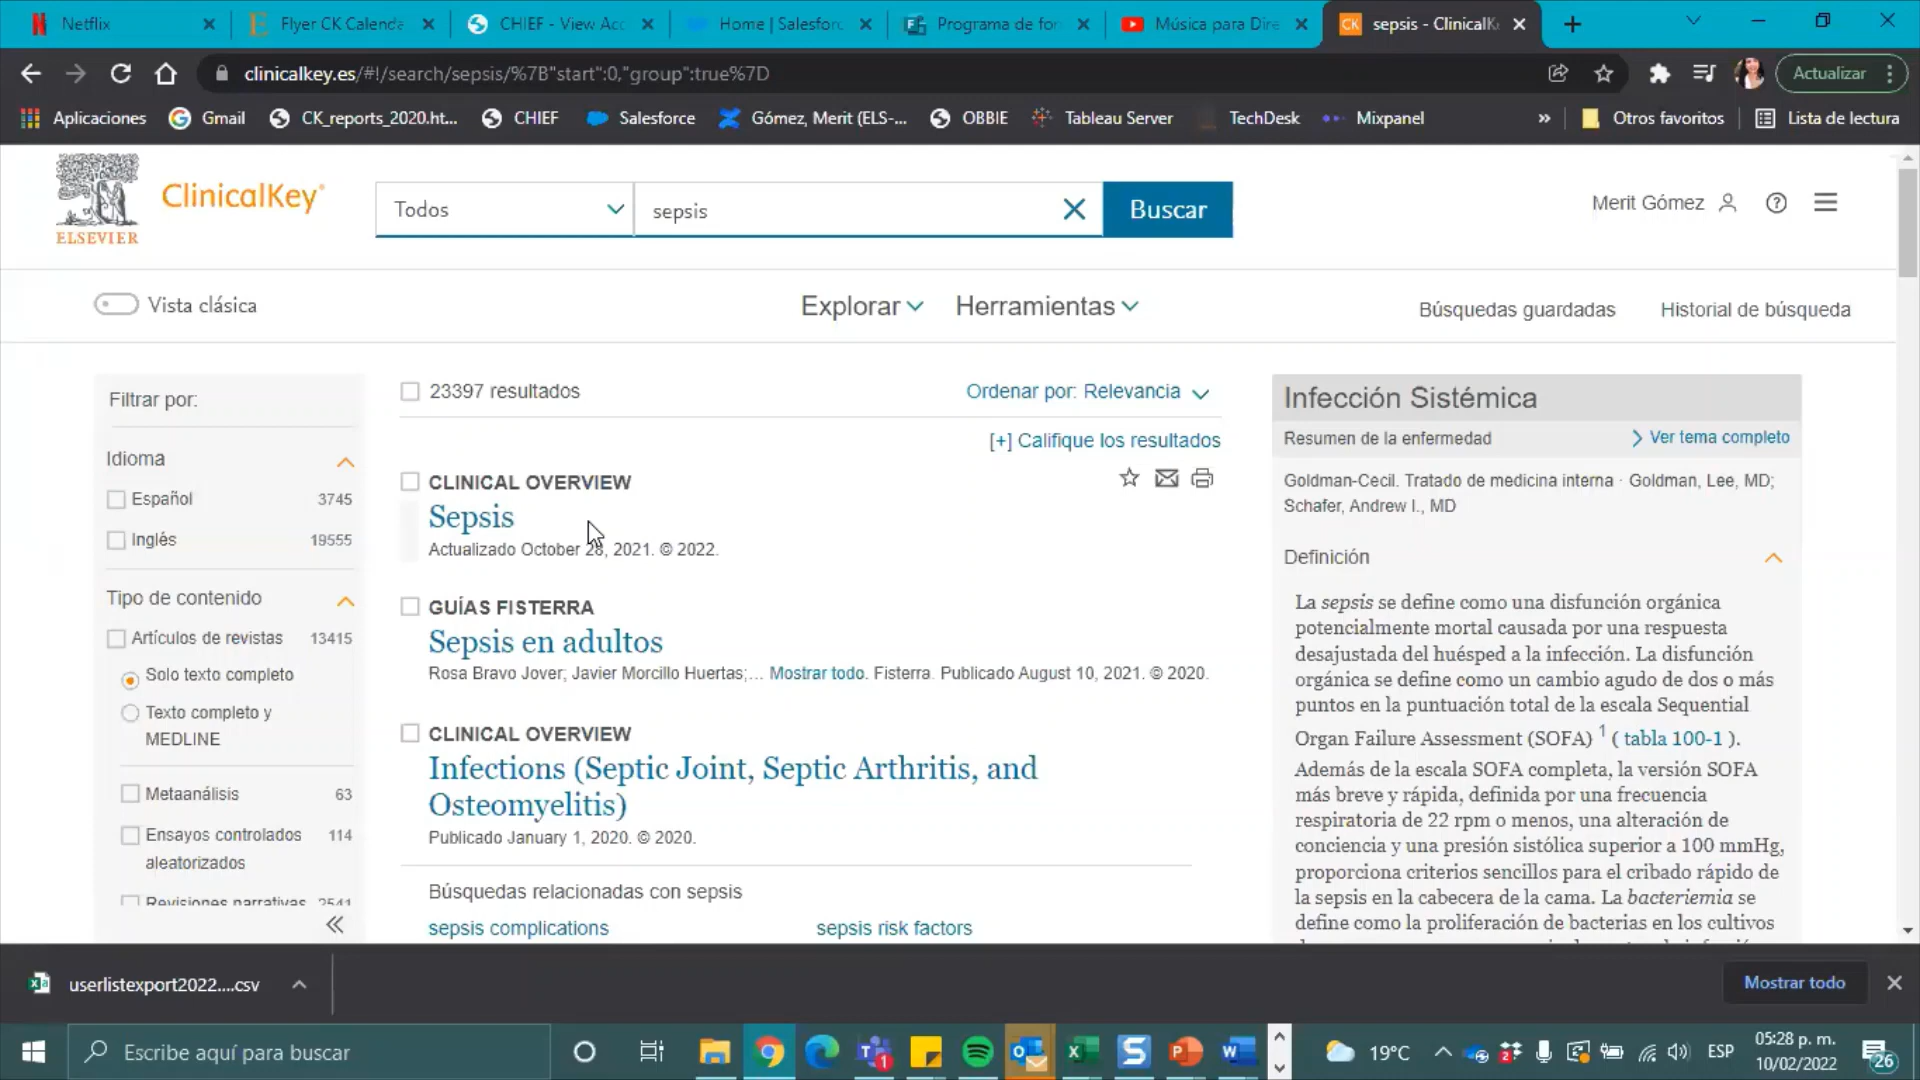 Netflix
Flyer CK Calenda
CHIEF - View Acc
Home | Salesforc
Programa de for
Música para Dire
CK sepsis - ClinicalK
clinicalkey.es/#!/search/sepsis/%7B"start":0,"group":true%7D
Actualizar
Aplicaciones
Gmail
CK_reports_2020.ht...
CHIEF
Salesforce
Gómez, Merit (ELS-...
OBBIE
Tableau Server
TechDesk
Mixpanel
»
Otros favoritos
Lista de lectura
ELSEVIER
ClinicalKey®
Todos
sepsis
Buscar
Merit Gómez
Vista clásica
Explorar
Herramientas
Búsquedas guardadas
Historial de búsqueda
Filtrar por:
Idioma
Español 3745
Inglés 19555
Tipo de contenido
Artículos de revistas 13415
Solo texto completo
Texto completo y
MEDLINE
Metaanálisis 63
Ensayos controlados 114
aleatorizados
Revisiones narrativas 2541
23397 resultados
Ordenar por: Relevancia
[+] Califique los resultados
CLINICAL OVERVIEW
Sepsis
Actualizado October 28, 2021. © 2022.
GUÍAS FISTERRA
Sepsis en adultos
Rosa Bravo Jover; Javier Morcillo Huertas;... Mostrar todo. Fisterra. Publicado August 10, 2021. © 2020.
CLINICAL OVERVIEW
Infections (Septic Joint, Septic Arthritis, and
Osteomyelitis)
Publicado January 1, 2020. © 2020.
Búsquedas relacionadas con sepsis
sepsis complications
sepsis risk factors
Infección Sistémica
Resumen de la enfermedad
Ver tema completo
Goldman-Cecil. Tratado de medicina interna · Goldman, Lee, MD;
Schafer, Andrew I., MD
Definición
La sepsis se define como una disfunción orgánica
potencialmente mortal causada por una respuesta
desajustada del huésped a la infección. La disfunción
orgánica se define como un cambio agudo de dos o más
puntos en la puntuación total de la escala Sequential
Organ Failure Assessment (SOFA) 1 ( tabla 100-1 ).
Además de la escala SOFA completa, la versión SOFA
más breve y rápida, definida por una frecuencia
respiratoria de 22 rpm o menos, una alteración de
conciencia y una presión sistólica superior a 100 mmHg,
proporciona criterios sencillos para el cribado rápido de
la sepsis en la cabecera de la cama. La bacteriemia se
define como la proliferación de bacterias en los cultivos
userlistexport2022....csv
Mostrar todo
Escribe aquí para buscar
19°C
ESP
05:28 p. m.
10/02/2022
26